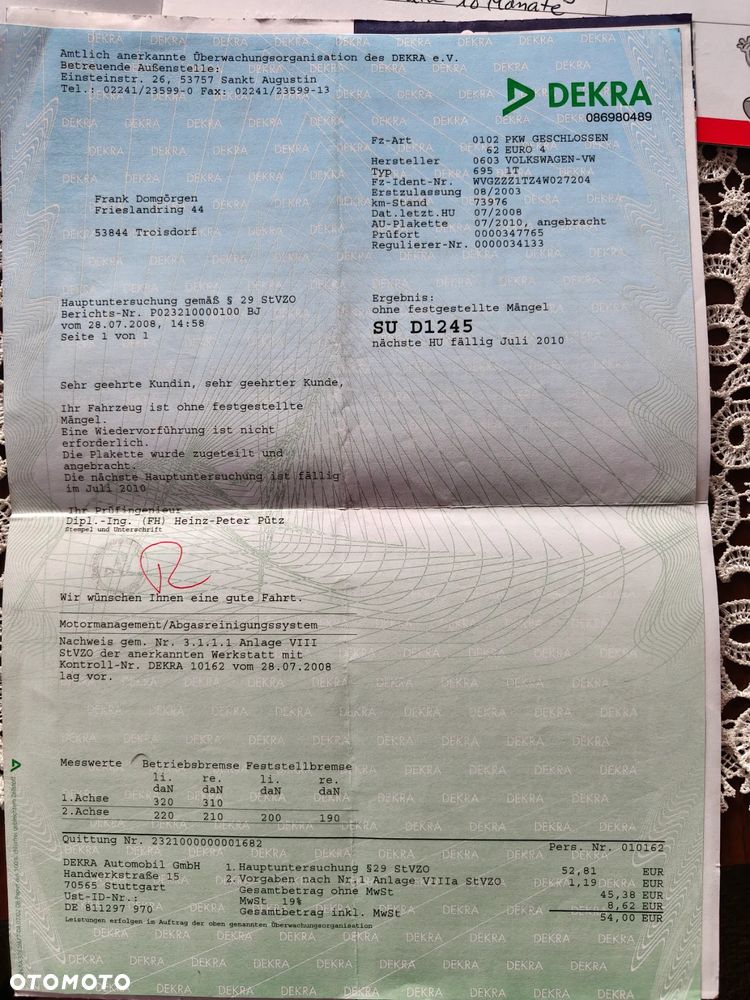 10 Monate
Amtlich anerkannte Überwachungsorganisation des DEKRA e.V.
Betreuende Außenstelle:
Einsteinstr. 26, 53757 Sankt Augustin
Tel.: 02241/23599-0 Fax: 02241/23599-13
DEKRA
086980489
Fz-Art 0102 PKW GESCHLOSSEN
62 EURO 4
Hersteller 0603 VOLKSWAGEN-VW
Typ 695 1T
Fz-Ident-Nr. WVGZZZ1TZ4W027204
Erstzulassung 08/2003
km-Stand 73976
Dat.letzt.HU 07/2008
AU-Plakette 07/2010, angebracht
Prüfort 0000347765
Regulierer-Nr. 0000034133
Frank Domgörgen
Frieslandring 44
53844 Troisdorf
Hauptuntersuchung gemäß § 29 StVZO
Berichts-Nr. P023210000100 BJ
vom 28.07.2008, 14:58
Seite 1 von 1
Ergebnis:
ohne festgestellte Mängel
SU D1245
nächste HU fällig Juli 2010
Sehr geehrte Kundin, sehr geehrter Kunde,
Ihr Fahrzeug ist ohne festgestellte
Mängel.
Eine Wiedervorführung ist nicht
erforderlich.
Die Plakette wurde zugeteilt und
angebracht.
Die nächste Hauptuntersuchung ist fällig
im Juli 2010
Ihr Prüfingenieur
Dipl.-Ing. (FH) Heinz-Peter Pütz
Stempel und Unterschrift
Wir wünschen Ihnen eine gute Fahrt.
Motormanagement/Abgasreinigungssystem
Nachweis gem. Nr. 3.1.1.1 Anlage VIII
StVZO der anerkannten Werkstatt mit
Kontroll-Nr. DEKRA 10162 vom 28.07.2008
lag vor.
Messwerte Betriebsbremse Feststellbremse
li. re. li. re.
daN daN daN daN
1.Achse 320 310
2.Achse 220 210 200 190
Quittung Nr. 2321000000001682 Pers. Nr. 010162
DEKRA Automobil GmbH
Handwerkstraße 15
70565 Stuttgart
Ust-ID-Nr.:
DE 811297 970
1. Hauptuntersuchung §29 StVZO 52,81 EUR
2. Vorgaben nach Nr.1 Anlage VIIIa StVZO 1,19 EUR
Gesamtbetrag ohne MwSt 45,38 EUR
MwSt 19% 8,62 EUR
Gesamtbetrag inkl. MwSt 54,00 EUR
Leistungen erfolgen im Auftrag der oben genannten Überwachungsorganisation
OTOMOTO